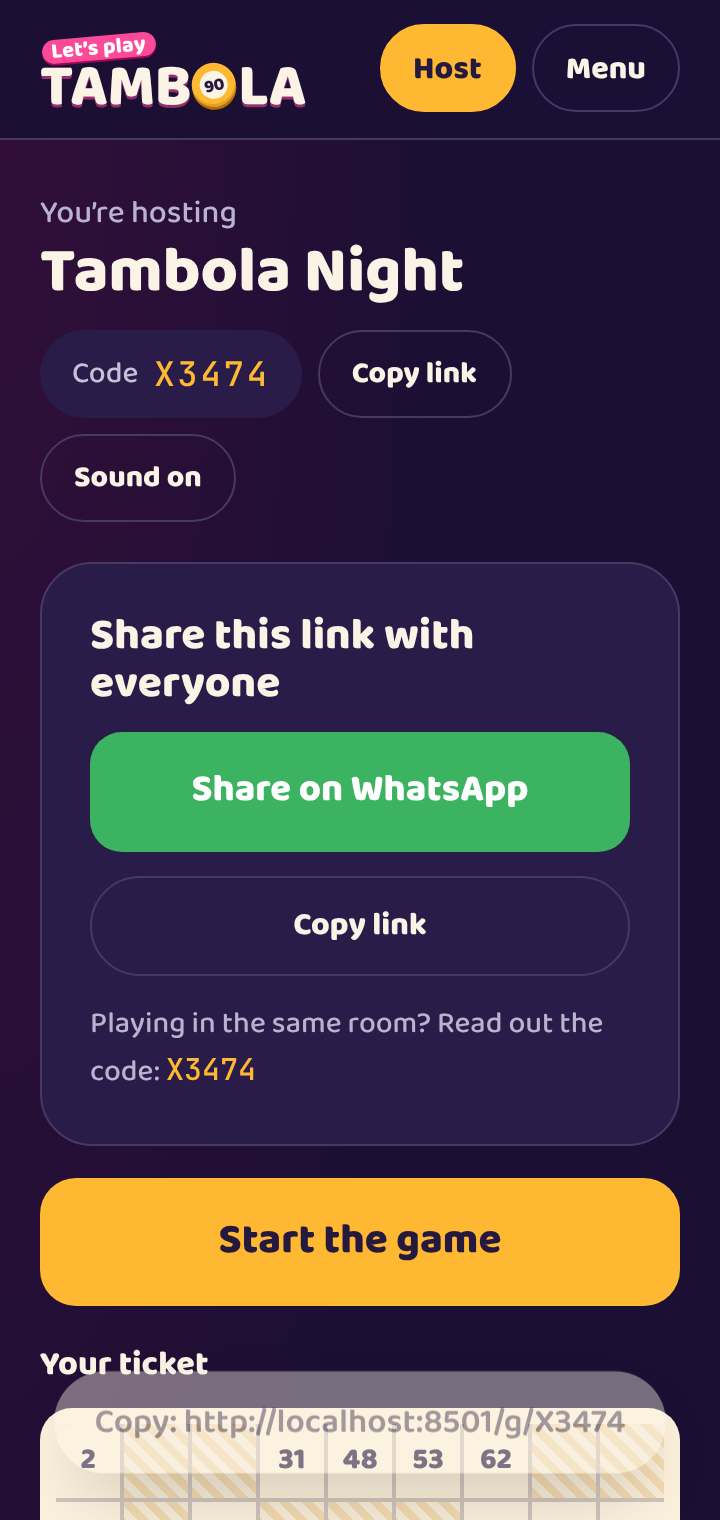 Let's play
TAMBOLA
90
Host
Menu
You're hosting
Tambola Night
Code X3474
Copy link
Sound on
Share this link with
everyone
Share on WhatsApp
Copy link
Playing in the same room? Read out the
code: X3474
Start the game
Your ticket
Copy: http://localhost:8501/g/X3474
2 31 48 53 62